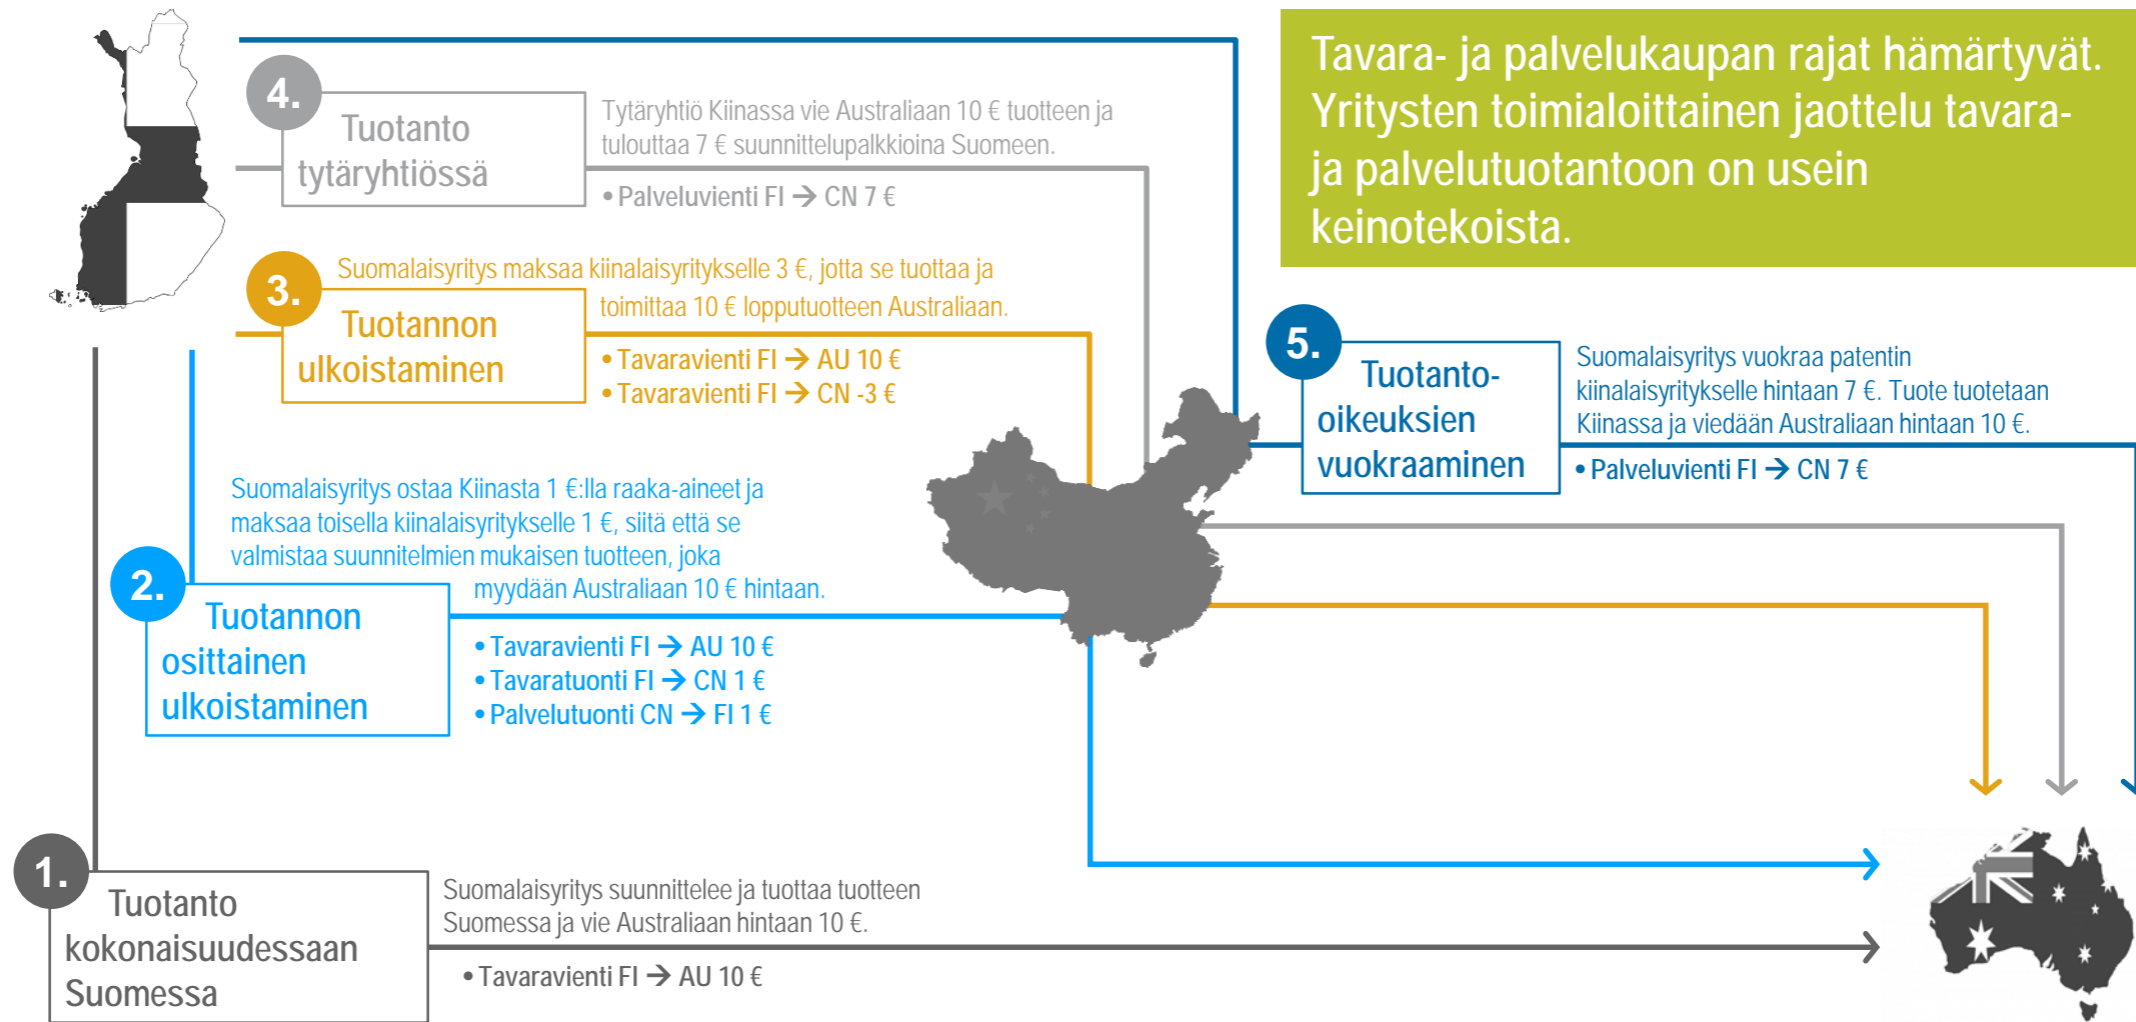 Tavara- ja palvelukaupan rajat hämärtyvät.
Yritysten toimialoittainen jaottelu tavara-
ja palvelutuotantoon on usein
keinotekoista.
4.
Tuotanto
tytäryhtiössä
Tytäryhtiö Kiinassa vie Australiaan 10 € tuotteen ja
tulouttaa 7 € suunnittelupalkkioina Suomeen.
• Palveluvienti FI → CN 7 €
3.
Tuotannon
ulkoistaminen
Suomalaisyritys maksaa kiinalaisyritykselle 3 €, jotta se tuottaa ja
toimittaa 10 € lopputuotteen Australiaan.
• Tavaravienti FI → AU 10 €
• Tavaravienti FI → CN -3 €
5.
Tuotanto-
oikeuksien
vuokraaminen
Suomalaisyritys vuokraa patentin
kiinalaisyritykselle hintaan 7 €. Tuote tuotetaan
Kiinassa ja viedään Australiaan hintaan 10 €.
• Palveluvienti FI → CN 7 €
Suomalaisyritys ostaa Kiinasta 1 €:lla raaka-aineet ja
maksaa toisella kiinalaisyritykselle 1 €, siitä että se
valmistaa suunnitelmien mukaisen tuotteen, joka
myydään Australiaan 10 € hintaan.
2.
Tuotannon
osittainen
ulkoistaminen
• Tavaravienti FI → AU 10 €
• Tavaratuonti FI → CN 1 €
• Palvelutuonti CN → FI 1 €
1.
Tuotanto
kokonaisuudessaan
Suomessa
Suomalaisyritys suunnittelee ja tuottaa tuotteen
Suomessa ja vie Australiaan hintaan 10 €.
• Tavaravienti FI → AU 10 €